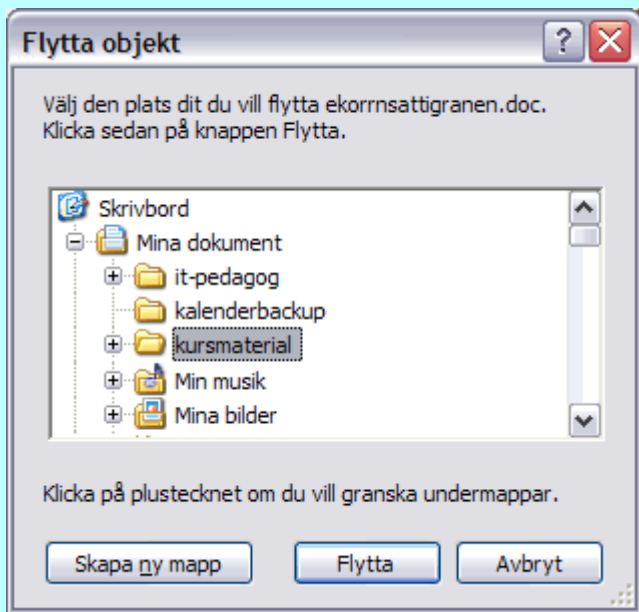 Flytta objekt
Välj den plats dit du vill flytta ekorrnsattigranen.doc.
Klicka sedan på knappen Flytta.
Skrivbord
Mina dokument
it-pedagog
kalenderbackup
kursmaterial
Min musik
Mina bilder
Klicka på plustecknet om du vill granska undermappar.
Skapa ny mapp Flytta Avbryt